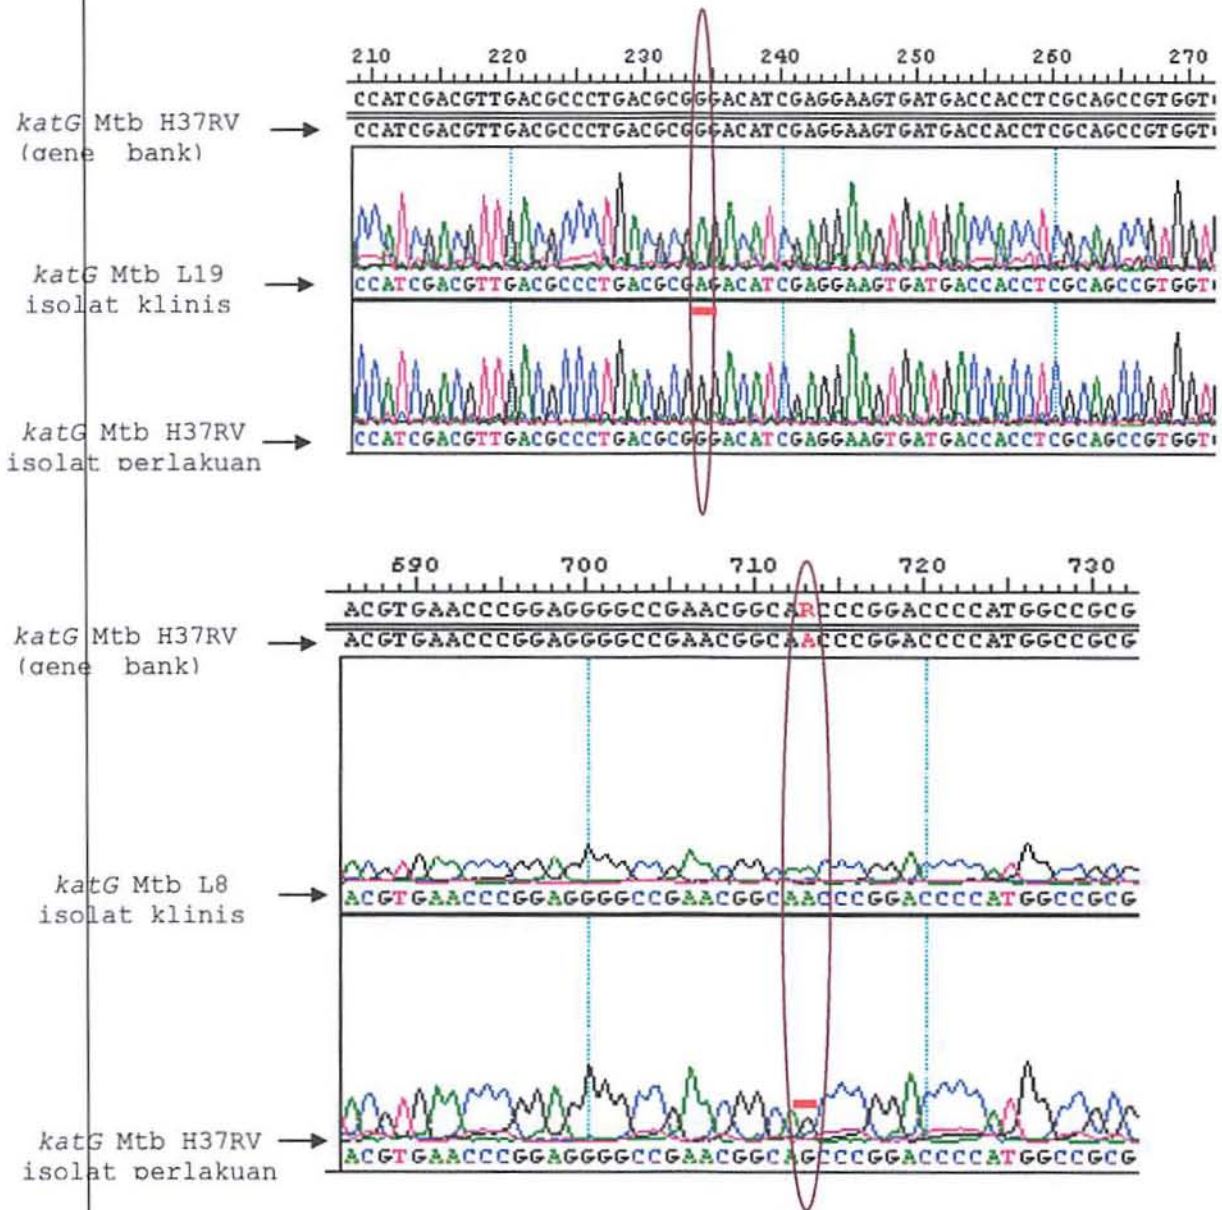 210 220 230 240 250 260 270
CCATCGACGTTGACGCCCTGACGCGGGACATCGAGGAAGTGATGACCACCTCGCAGCCGTGGT
katG Mtb H37RV
(gene bank)
CCATCGACGTTGACGCCCTGACGCGGGACATCGAGGAAGTGATGACCACCTCGCAGCCGTGGT
katG Mtb L19
isolat klinis
CCATCGACGTTGACGCCCTGACGCGAGACATCGAGGAAGTGATGACCACCTCGCAGCCGTGGT
katG Mtb H37RV
isolat perlakuan
CCATCGACGTTGACGCCCTGACGCGGGACATCGAGGAAGTGATGACCACCTCGCAGCCGTGGT
690 700 710 720 730
ACGTGAACCCGGAGGGGCCGAACGGCARCCCGGACCCCATGGCCGCG
katG Mtb H37RV
(gene bank)
ACGTGAACCCGGAGGGGCCGAACGGCAACCCGGACCCCATGGCCGCG
katG Mtb L8
isolat klinis
ACGTGAACCCGGAGGGGCCGAACGGCAACCCGGACCCCATGGCCGCG
katG Mtb H37RV
isolat perlakuan
ACGTGAACCCGGAGGGGCCGAACGGCAGCCCGGACCCCATGGCCGCG